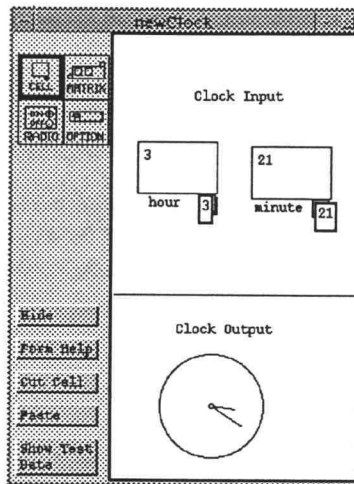 newClock
CELL MATRIX
RADIO OPTION
Clock Input
3 21
hour 3 minute 21
Hide
Form Help
Cut Cell
Paste
Show Test
Data
Clock Output